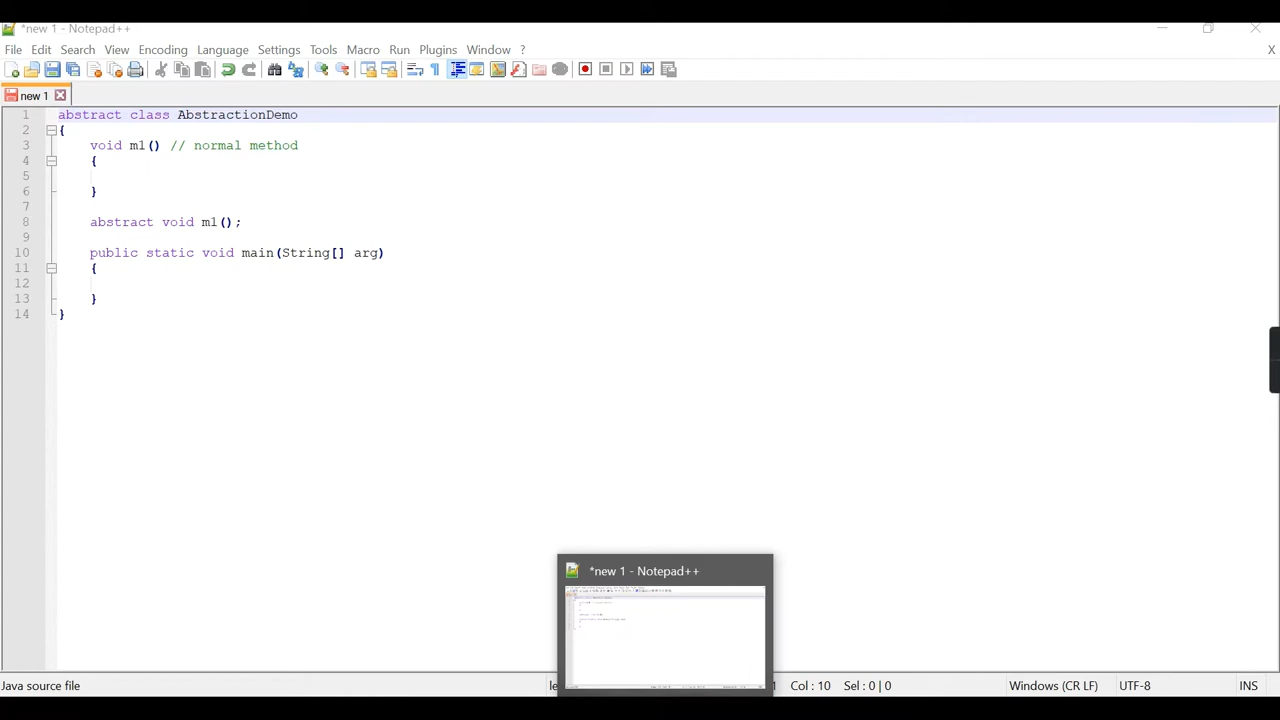 *new 1 - Notepad++
File Edit Search View Encoding Language Settings Tools Macro Run Plugins Window ? X
new 1
1 abstract class AbstractionDemo
2 {
3 void m1() // normal method
4 {
5
6 }
7
8 abstract void m1();
9
10 public static void main(String[] arg)
11 {
12
13 }
14 }
*new 1 - Notepad++
Java source file le 1 Col : 10 Sel : 0 | 0 Windows (CR LF) UTF-8 INS